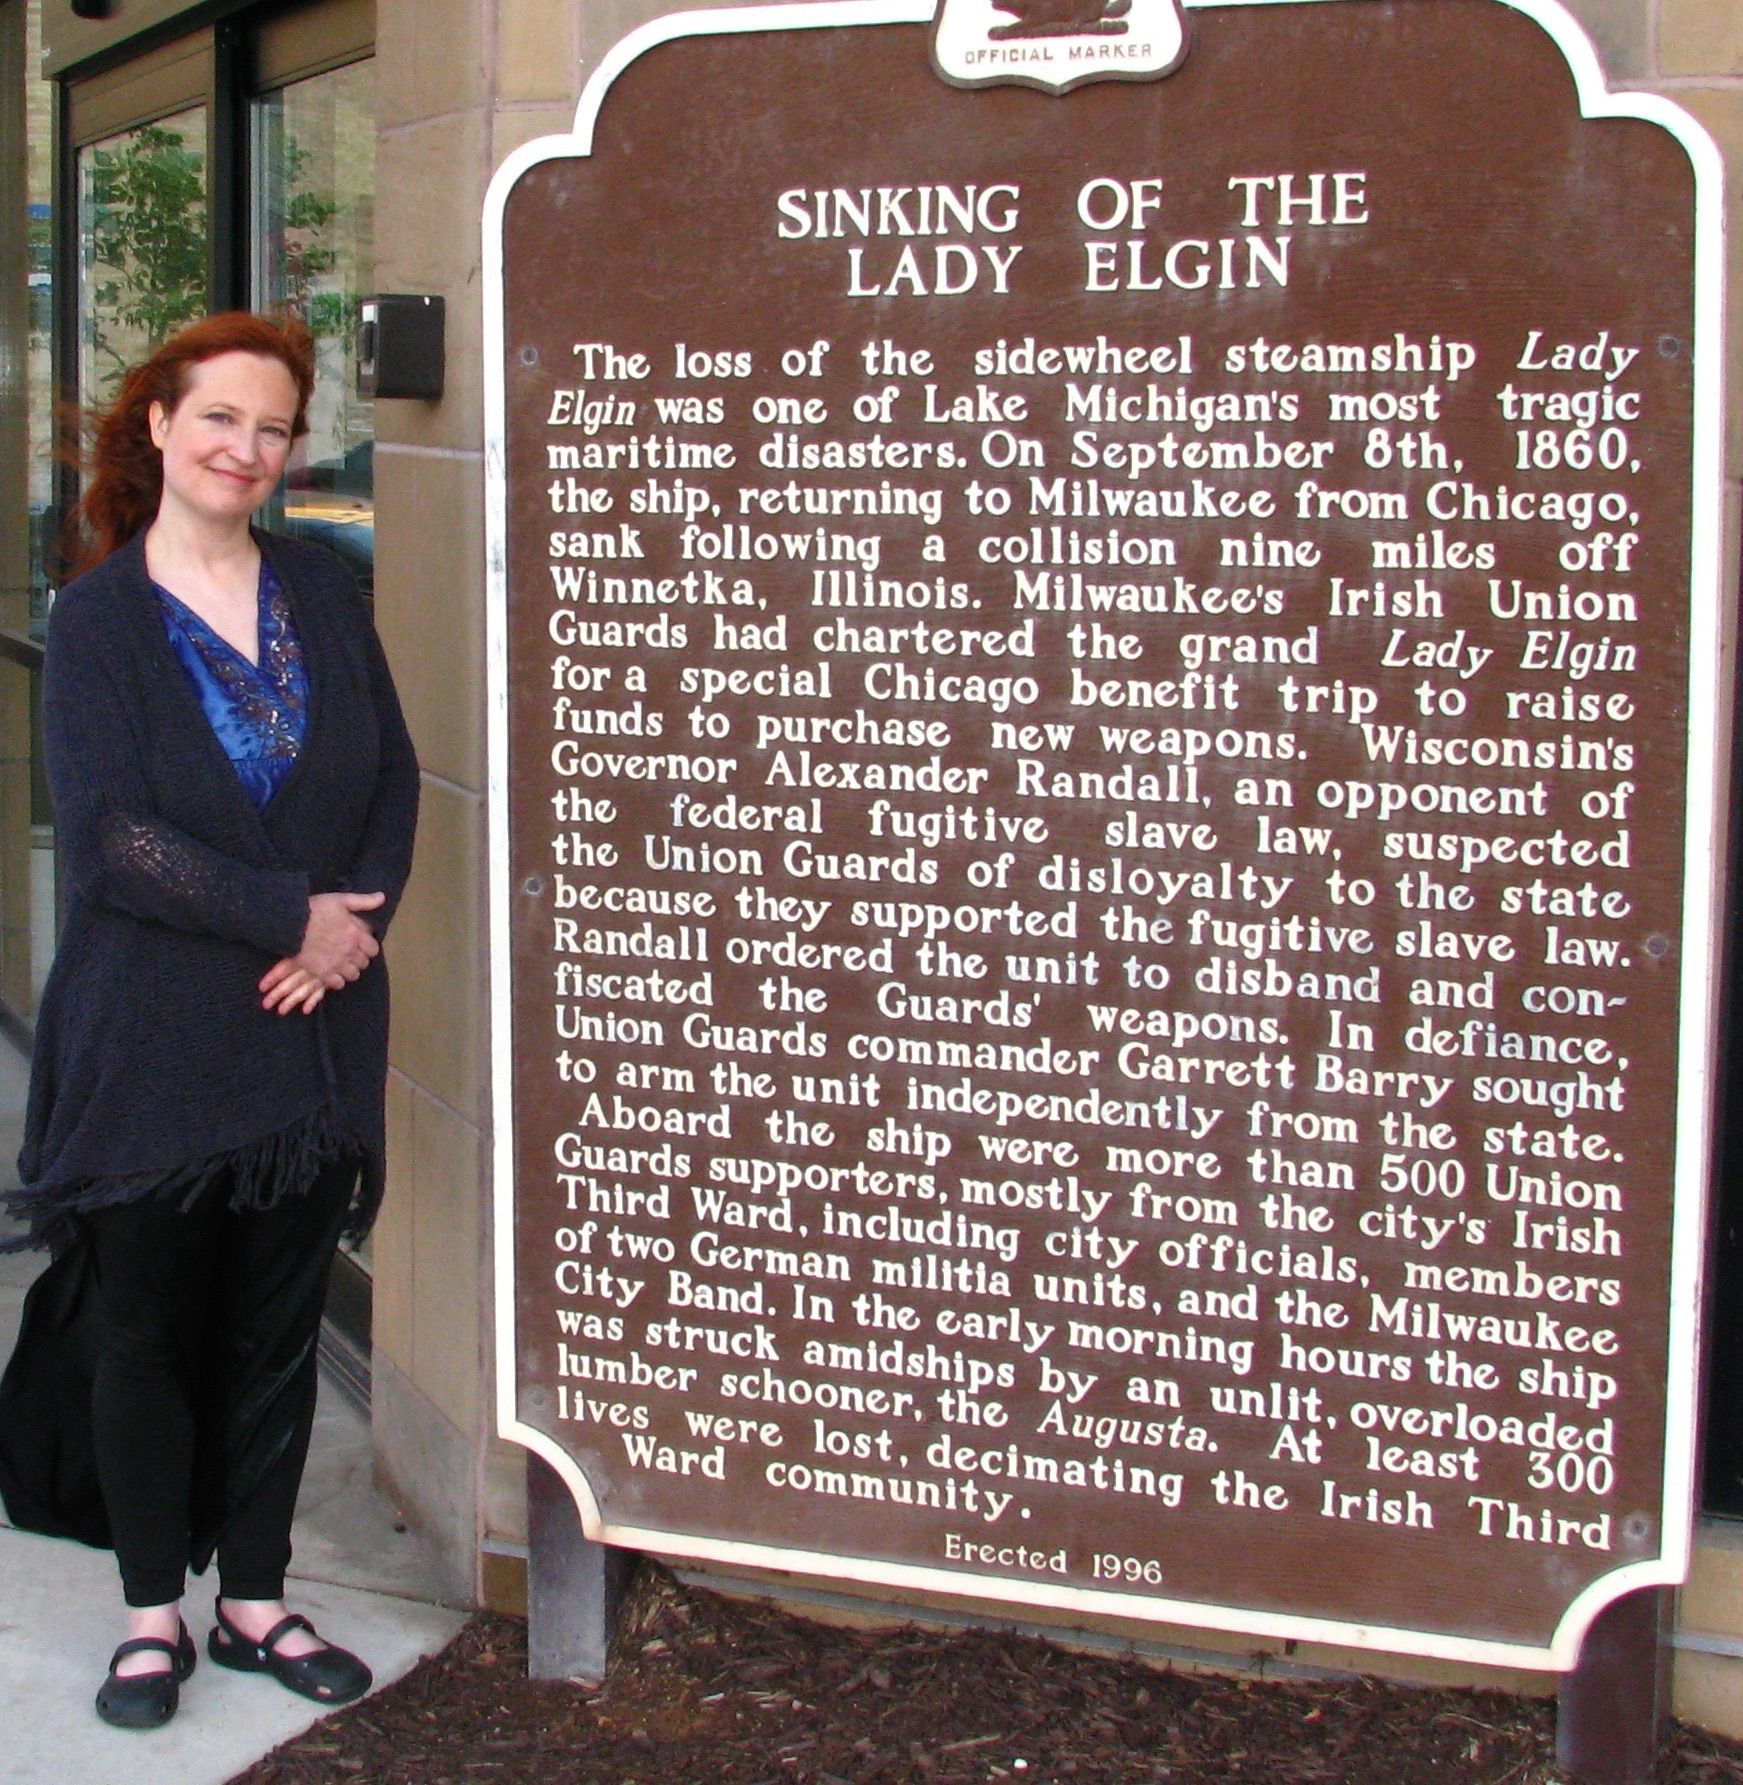 OFFICIAL MARKER
SINKING OF THE
LADY ELGIN
The loss of the sidewheel steamship Lady
Elgin was one of Lake Michigan's most tragic
maritime disasters. On September 8th, 1860,
the ship, returning to Milwaukee from Chicago,
sank following a collision nine miles off
Winnetka, Illinois. Milwaukee's Irish Union
Guards had chartered the grand Lady Elgin
for a special Chicago benefit trip to raise
funds to purchase new weapons. Wisconsin's
Governor Alexander Randall, an opponent of
the federal fugitive slave law, suspected
the Union Guards of disloyalty to the state
because they supported the fugitive slave law.
Randall ordered the unit to disband and con-
fiscated the Guards' weapons. In defiance,
Union Guards commander Garrett Barry sought
to arm the unit independently from the state.
Aboard the ship were more than 500 Union
Guards supporters, mostly from the city's Irish
Third Ward, including city officials, members
of two German militia units, and the Milwaukee
City Band. In the early morning hours the ship
was struck amidships by an unlit, overloaded
lumber schooner, the Augusta. At least 300
lives were lost, decimating the Irish Third
Ward community.
Erected 1996